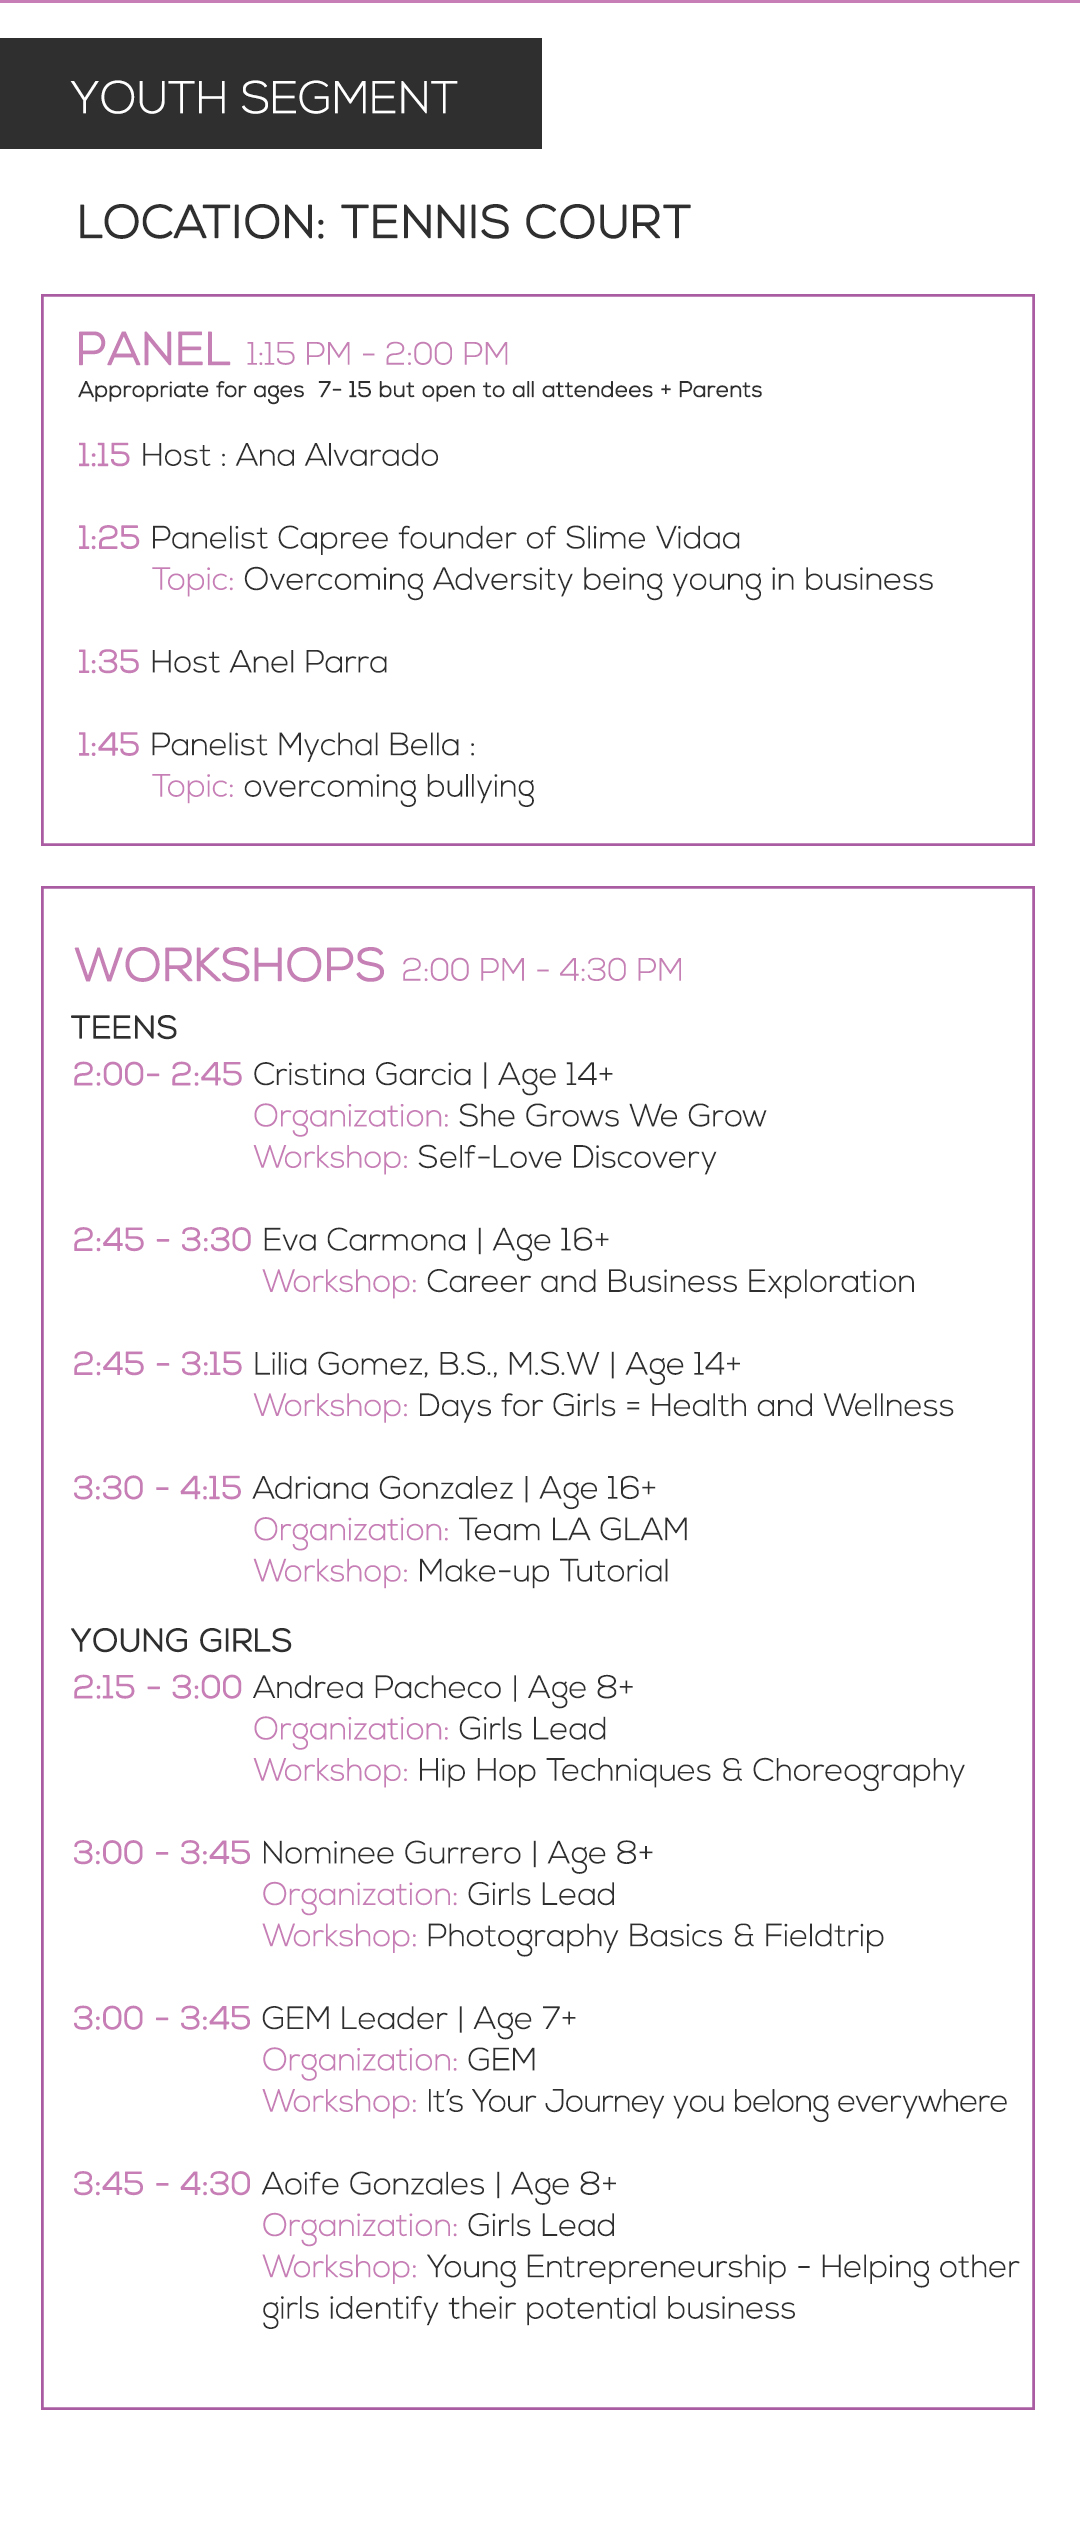 YOUTH SEGMENT
LOCATION: TENNIS COURT
PANEL 1:15 PM - 2:00 PM
Appropriate for ages 7- 15 but open to all attendees + Parents
1:15 Host : Ana Alvarado
1:25 Panelist Capree founder of Slime Vidaa
Topic: Overcoming Adversity being young in business
1:35 Host Anel Parra
1:45 Panelist Mychal Bella :
Topic: overcoming bullying
WORKSHOPS 2:00 PM - 4:30 PM
TEENS
2:00- 2:45 Cristina Garcia | Age 14+
Organization: She Grows We Grow
Workshop: Self-Love Discovery
2:45 - 3:30 Eva Carmona | Age 16+
Workshop: Career and Business Exploration
2:45 - 3:15 Lilia Gomez, B.S., M.S.W | Age 14+
Workshop: Days for Girls = Health and Wellness
3:30 - 4:15 Adriana Gonzalez | Age 16+
Organization: Team LA GLAM
Workshop: Make-up Tutorial
YOUNG GIRLS
2:15 - 3:00 Andrea Pacheco | Age 8+
Organization: Girls Lead
Workshop: Hip Hop Techniques & Choreography
3:00 - 3:45 Nominee Gurrero | Age 8+
Organization: Girls Lead
Workshop: Photography Basics & Fieldtrip
3:00 - 3:45 GEM Leader | Age 7+
Organization: GEM
Workshop: It's Your Journey you belong everywhere
3:45 - 4:30 Aoife Gonzales | Age 8+
Organization: Girls Lead
Workshop: Young Entrepreneurship - Helping other
girls identify their potential business